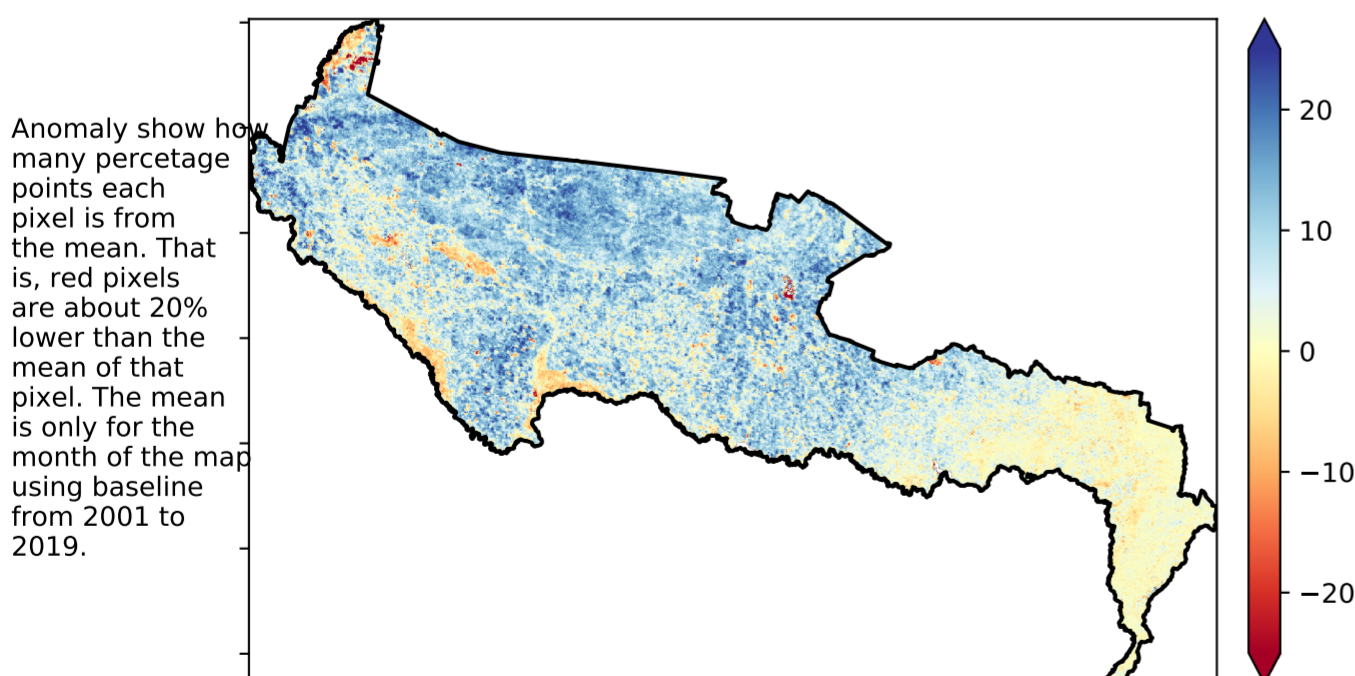 Anomaly show how
many percetage
points each
pixel is from
the mean. That
is, red pixels
are about 20%
lower than the
mean of that
pixel. The mean
is only for the
month of the map
using baseline
from 2001 to
2019.
20
10
0
−10
−20